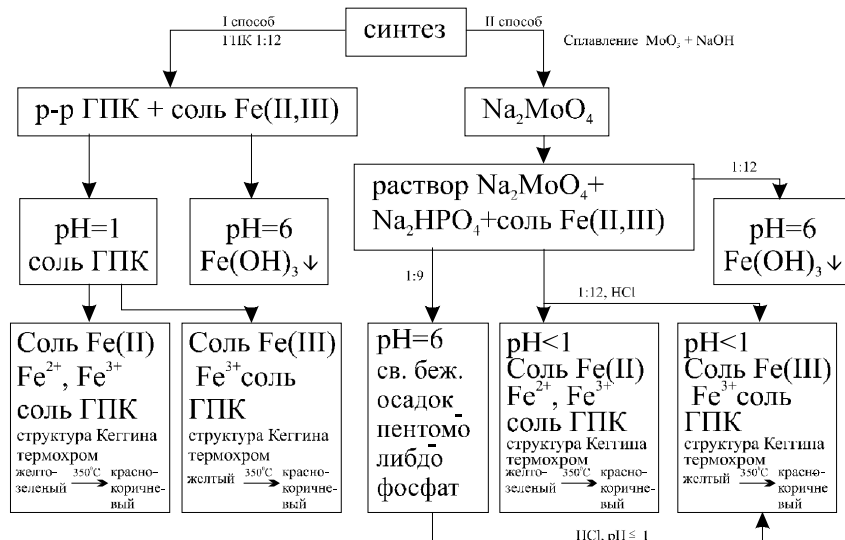 I способ
ГПК 1:12
синтез
II способ
Сплавление MoO₃ + NaOH
р-р ГПК + соль Fe(II,III)
Na₂MoO₄
pH=1
соль ГПК
pH=6
Fe(OH)₃↓
раствор Na₂MoO₄+
Na₂HPO₄+соль Fe(II,III)
1:12
pH=6
Fe(OH)₃↓
1:9
1:12, HCl
Соль Fe(II)
Fe²⁺, Fe³⁺
соль ГПК
структура Кеггина
термохром
желто-
зеленый
350⁰C
красно-
коричне-
вый
Соль Fe(III)
Fe³⁺соль
ГПК
структура Кеггина
термохром
желтый
350⁰C
красно-
коричне-
вый
pH=6
св. беж.
осадок
пентомо-
либдо-
фосфат
pH<1
Соль Fe(II)
Fe²⁺, Fe³⁺
соль ГПК
структура Кеггина
термохром
желто-
зеленый
350⁰C
красно-
коричне-
вый
pH<1
Соль Fe(III)
Fe³⁺соль
ГПК
структура Кеггина
термохром
желтый
350⁰C
красно-
коричне-
вый
HCl, pH ≤ 1